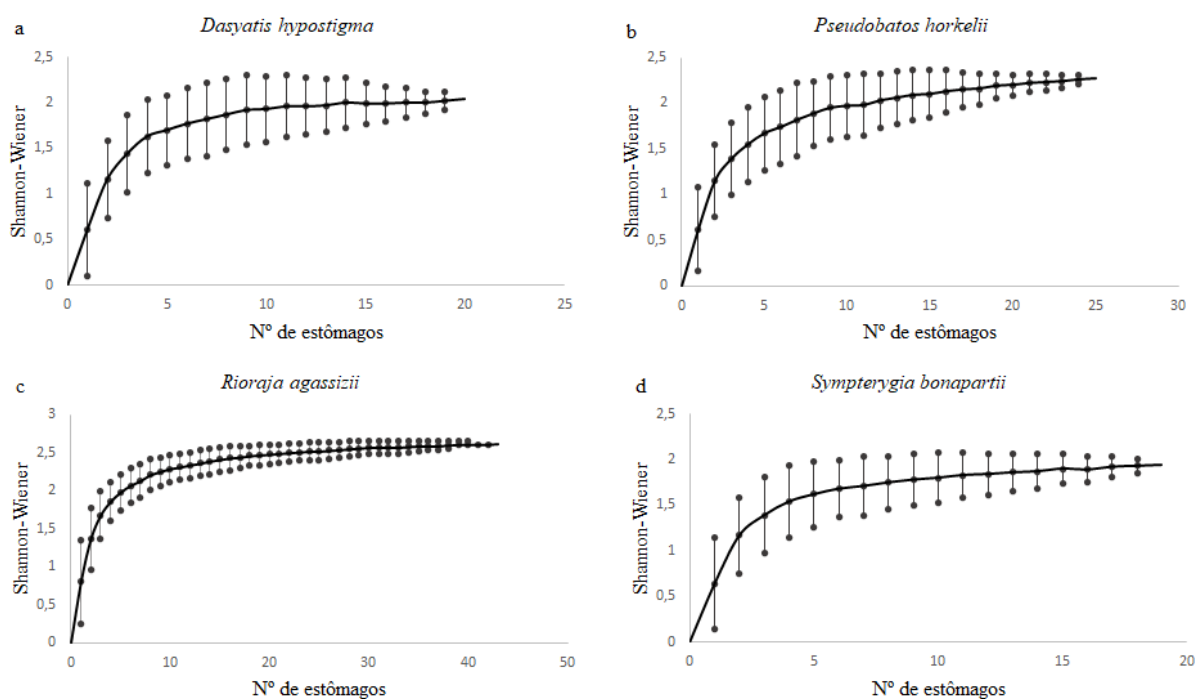 a
Dasyatis hypostigma
2,5
2
1,5
1
0,5
0
Shannon-Wiener
0 5 10 15 20 25
Nº de estômagos
b
Pseudobatos horkelii
2,5
2
1,5
1
0,5
0
Shannon-Wiener
0 5 10 15 20 25 30
Nº de estômagos
c
Rioraja agassizii
3
2,5
2
1,5
1
0,5
0
Shannon-Wiener
0 10 20 30 40 50
Nº de estômagos
d
Sympterygia bonapartii
2,5
2
1,5
1
0,5
0
Shannon-Wiener
0 5 10 15 20
Nº de estômagos